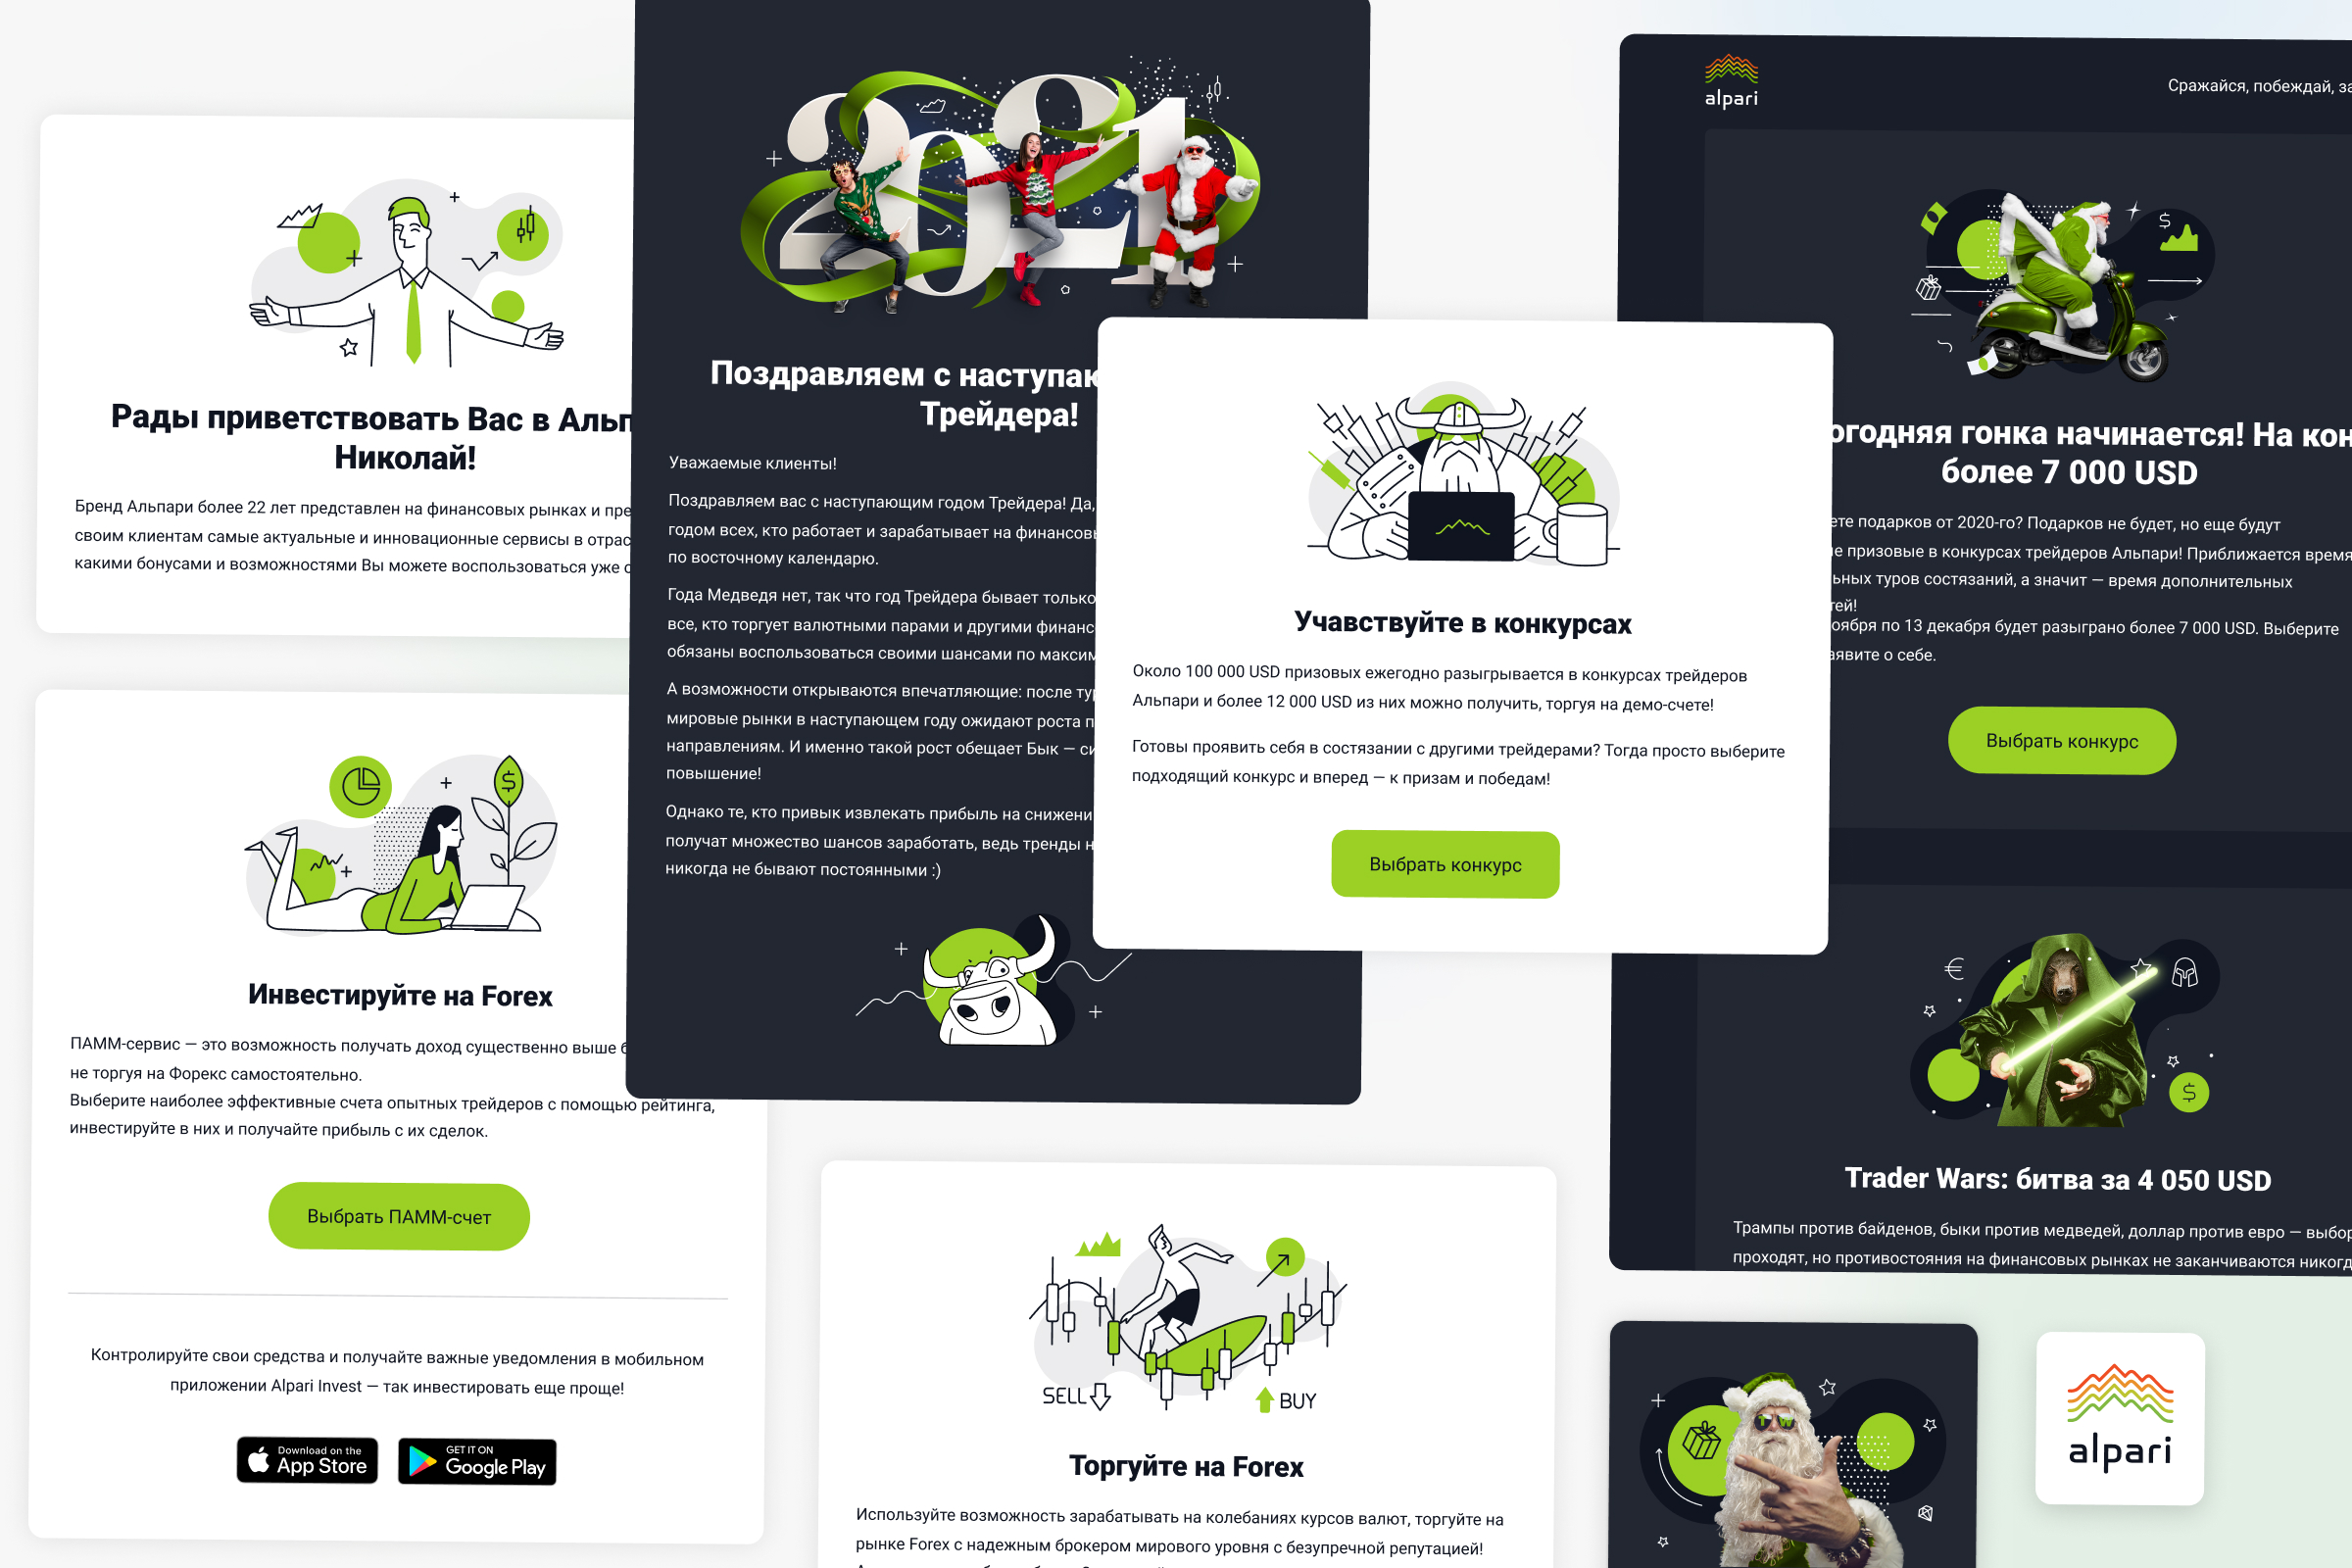 Рады приветствовать Вас в Альп
Николай!
Бренд Альпари более 22 лет представлен на финансовых рынках и пре
своим клиентам самые актуальные и инновационные сервисы в отрас
какими бонусами и возможностями Вы можете воспользоваться уже с
Инвестируйте на Forex
ПАММ-сервис — это возможность получать доход существенно выше б
не торгуя на Форекс самостоятельно.
Выберите наиболее эффективные счета опытных трейдеров с помощью рейтинга,
инвестируйте в них и получайте прибыль с их сделок.
Выбрать ПАММ-счет
Контролируйте свои средства и получайте важные уведомления в мобильном
приложении Alpari Invest — так инвестировать еще проще!
Download on the
App Store
GET IT ON
Google Play
2021
Поздравляем с наступаю
Трейдера!
Уважаемые клиенты!
Поздравляем вас с наступающим годом Трейдера! Да,
годом всех, кто работает и зарабатывает на финансовы
по восточному календарю.
Года Медведя нет, так что год Трейдера бывает только
все, кто торгует валютными парами и другими финанс
обязаны воспользоваться своими шансами по максим
А возможности открываются впечатляющие: после тур
мировые рынки в наступающем году ожидают роста п
направлениям. И именно такой рост обещает Бык — си
повышение!
Однако те, кто привык извлекать прибыль на снижени
получат множество шансов заработать, ведь тренды н
никогда не бывают постоянными :)
Учавствуйте в конкурсах
Около 100 000 USD призовых ежегодно разыгрывается в конкурсах трейдеров
Альпари и более 12 000 USD из них можно получить, торгуя на демо-счете!
Готовы проявить себя в состязании с другими трейдерами? Тогда просто выберите
подходящий конкурс и вперед — к призам и победам!
Выбрать конкурс
SELL
BUY
Торгуйте на Forex
Используйте возможность зарабатывать на колебаниях курсов валют, торгуйте на
рынке Forex с надежным брокером мирового уровня с безупречной репутацией!
alpari
Сражайся, побеждай, за
огодняя гонка начинается! На кон
более 7 000 USD
ете подарков от 2020-го? Подарков не будет, но еще будут
ие призовые в конкурсах трейдеров Альпари! Приближается время
ьных туров состязаний, а значит — время дополнительных
тей!
оября по 13 декабря будет разыграно более 7 000 USD. Выберите
аявите о себе.
Выбрать конкурс
Trader Wars: битва за 4 050 USD
Трампы против байденов, быки против медведей, доллар против евро — выбор
проходят, но противостояния на финансовых рынках не заканчиваются никогд
alpari